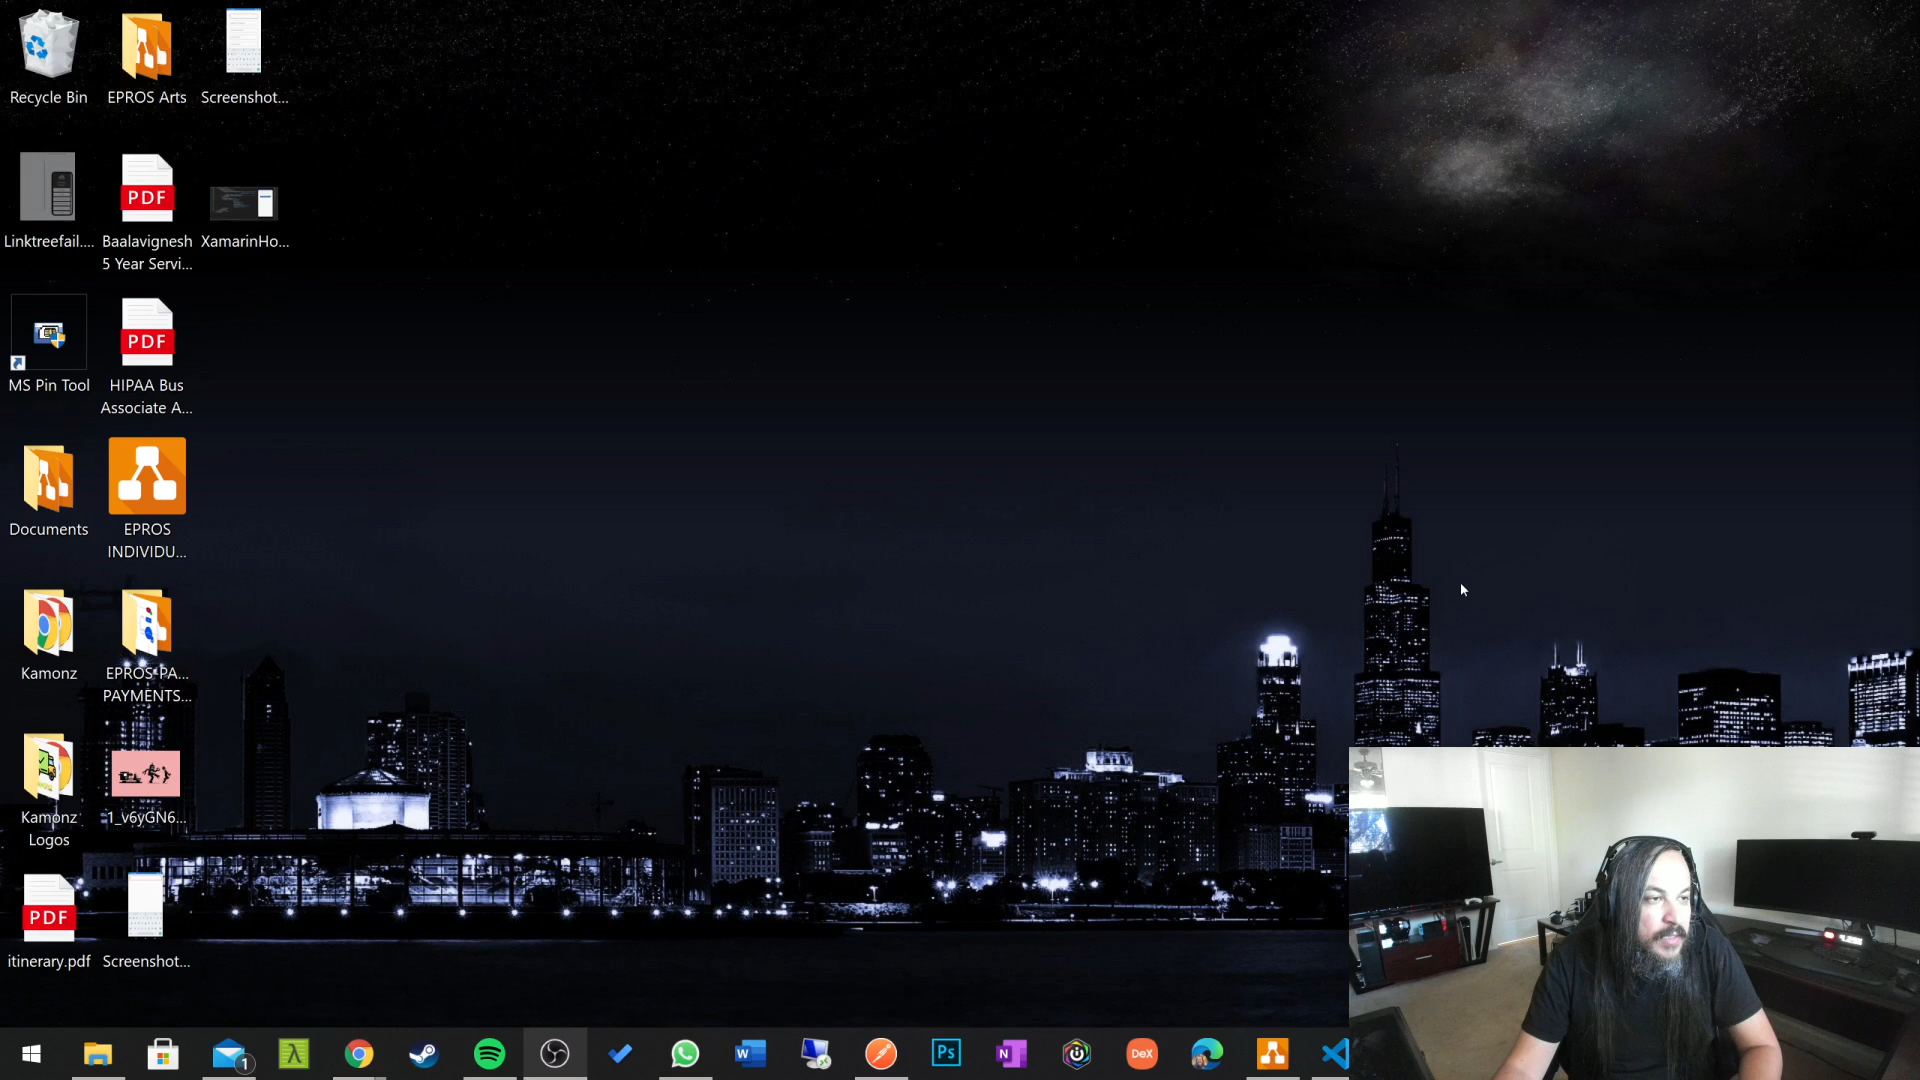 Recycle Bin
EPROS Arts
Screenshot...
Linktreefail....
Baalavignesh
5 Year Servi...
XamarinHo...
PDF
MS Pin Tool
HIPAA Bus
Associate A...
PDF
Documents
EPROS
INDIVIDU...
Kamonz
EPROS PA...
PAYMENTS...
Kamonz
Logos
1_v6yGN6...
PDF
itinerary.pdf
Screenshot...
1
W
Ps
N
DeX